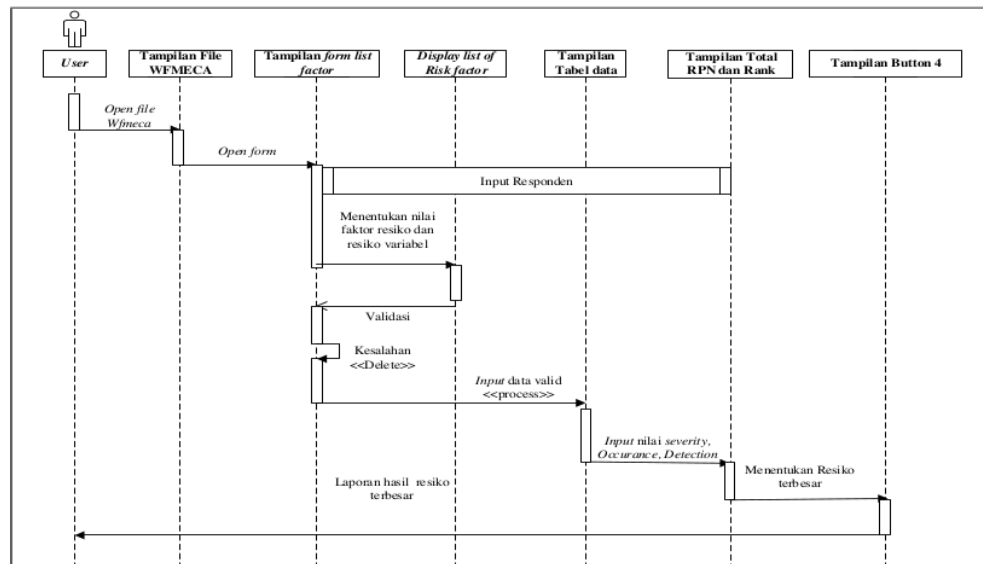 User
Tampilan File
WFMECA
Tampilan form list
factor
Display list of
Risk factor
Tampilan
Tabel data
Tampilan Total
RPN dan Rank
Tampilan Button 4
Open file
Wfmeca
Open form
Input Responden
Menentukan nilai
faktor resiko dan
resiko variabel
Validasi
Kesalahan
<<Delete>>
Input data valid
<<process>>
Input nilai severity,
Occurance, Detection
Menentukan Resiko
terbesar
Laporan hasil resiko
terbesar